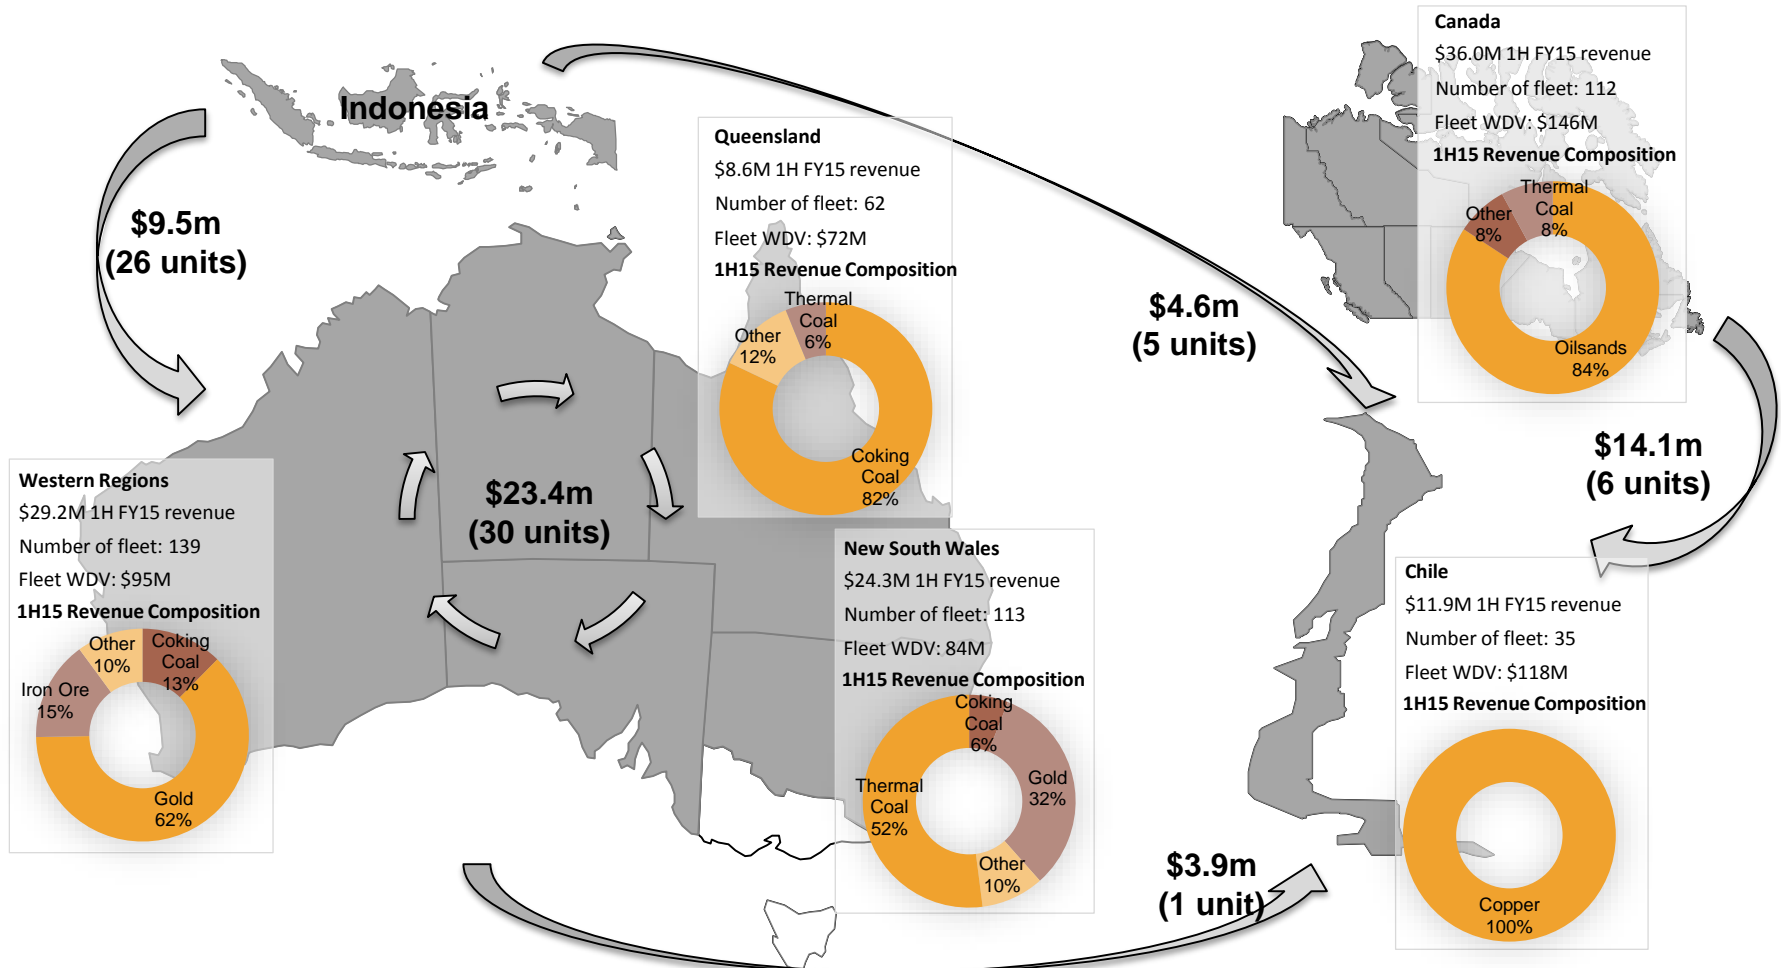 Indonesia
$9.5m
(26 units)
$4.6m
(5 units)
$14.1m
(6 units)
$23.4m
(30 units)
$3.9m
(1 unit)
Western Regions
$29.2M 1H FY15 revenue
Number of fleet: 139
Fleet WDV: $95M
1H15 Revenue Composition
Other
10%
Coking
Coal
13%
Iron Ore
15%
Gold
62%
Queensland
$8.6M 1H FY15 revenue
Number of fleet: 62
Fleet WDV: $72M
1H15 Revenue Composition
Thermal
Coal
6%
Other
12%
Coking
Coal
82%
New South Wales
$24.3M 1H FY15 revenue
Number of fleet: 113
Fleet WDV: 84M
1H15 Revenue Composition
Coking
Coal
6%
Gold
32%
Thermal
Coal
52%
Other
10%
Canada
$36.0M 1H FY15 revenue
Number of fleet: 112
Fleet WDV: $146M
1H15 Revenue Composition
Thermal
Coal
8%
Other
8%
Oilsands
84%
Chile
$11.9M 1H FY15 revenue
Number of fleet: 35
Fleet WDV: $118M
1H15 Revenue Composition
Copper
100%